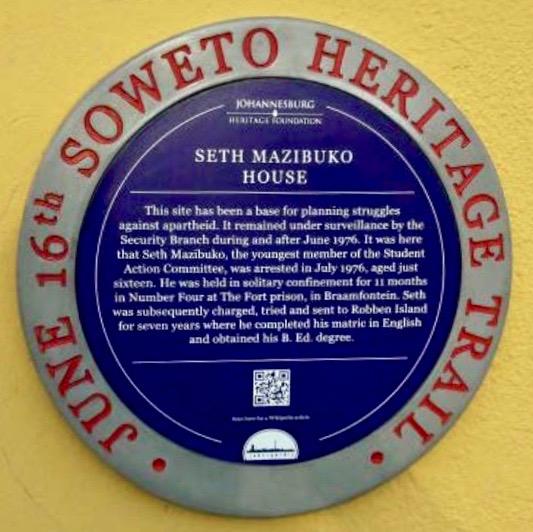 JUNE 16th SOWETO HERITAGE TRAIL
JOHANNESBURG
HERITAGE FOUNDATION
SETH MAZIBUKO
HOUSE
This site has been a base for planning struggles
against apartheid. It remained under surveillance by the
Security Branch during and after June 1976. It was here
that Seth Mazibuko, the youngest member of the Student
Action Committee, was arrested in July 1976, aged just
sixteen. He was held in solitary confinement for 11 months
in Number Four at The Fort prison, in Braamfontein. Seth
was subsequently charged, tried and sent to Robben Island
for seven years where he completed his matric in English
and obtained his B. Ed. degree.
Scan here for a Wikipedia article